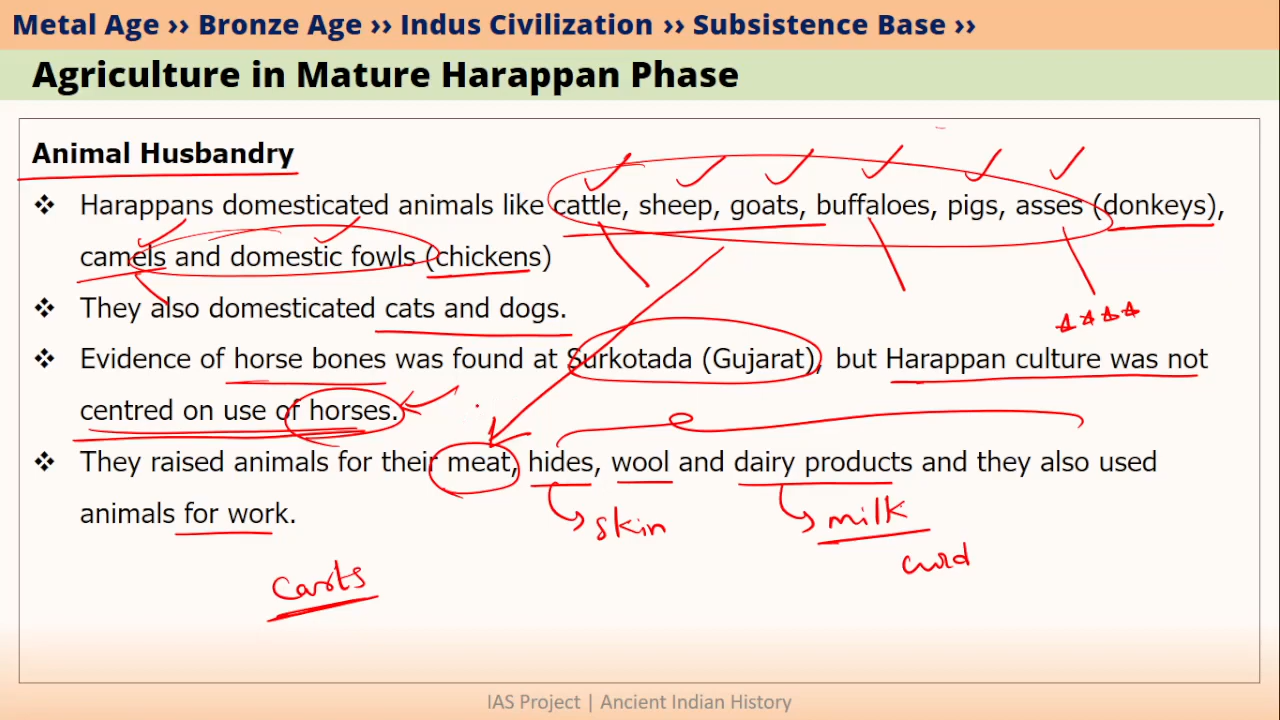 Metal Age ›› Bronze Age ›› Indus Civilization ›› Subsistence Base ››
Agriculture in Mature Harappan Phase
Animal Husbandry
❖ Harappans domesticated animals like cattle, sheep, goats, buffaloes, pigs, asses (donkeys),
camels and domestic fowls (chickens)
❖ They also domesticated cats and dogs.
❖ Evidence of horse bones was found at Surkotada (Gujarat), but Harappan culture was not
centred on use of horses.
❖ They raised animals for their meat, hides, wool and dairy products and they also used
animals for work.
skin
milk
curd
Carts
IAS Project | Ancient Indian History